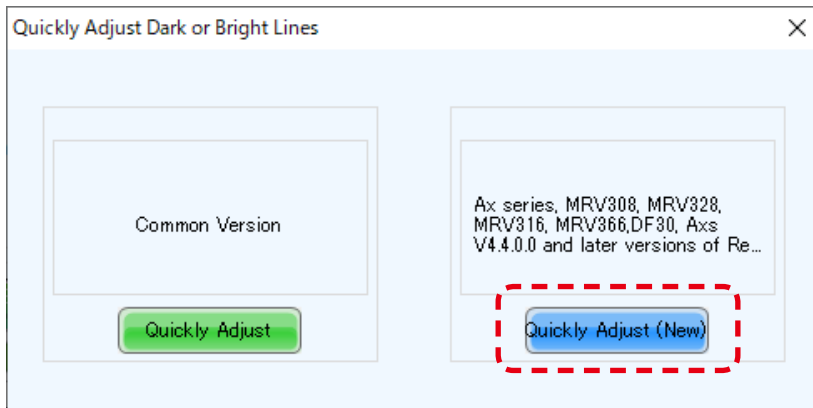 Quickly Adjust Dark or Bright Lines
Common Version
Quickly Adjust
Ax series, MRV308, MRV328,
MRV316, MRV366,DF30, Axs
V4.4.0.0 and later versions of Re...
Quickly Adjust (New)